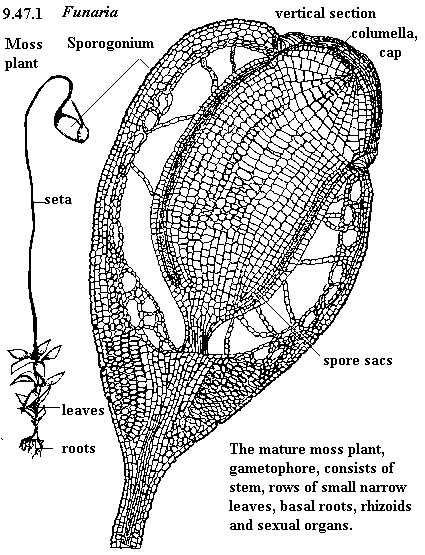 9.47.1 Funaria
vertical section
Moss
plant
Sporogonium
columella,
cap
seta
spore sacs
leaves
roots
The mature moss plant,
gametophore, consists of
stem, rows of small narrow
leaves, basal roots, rhizoids
and sexual organs.